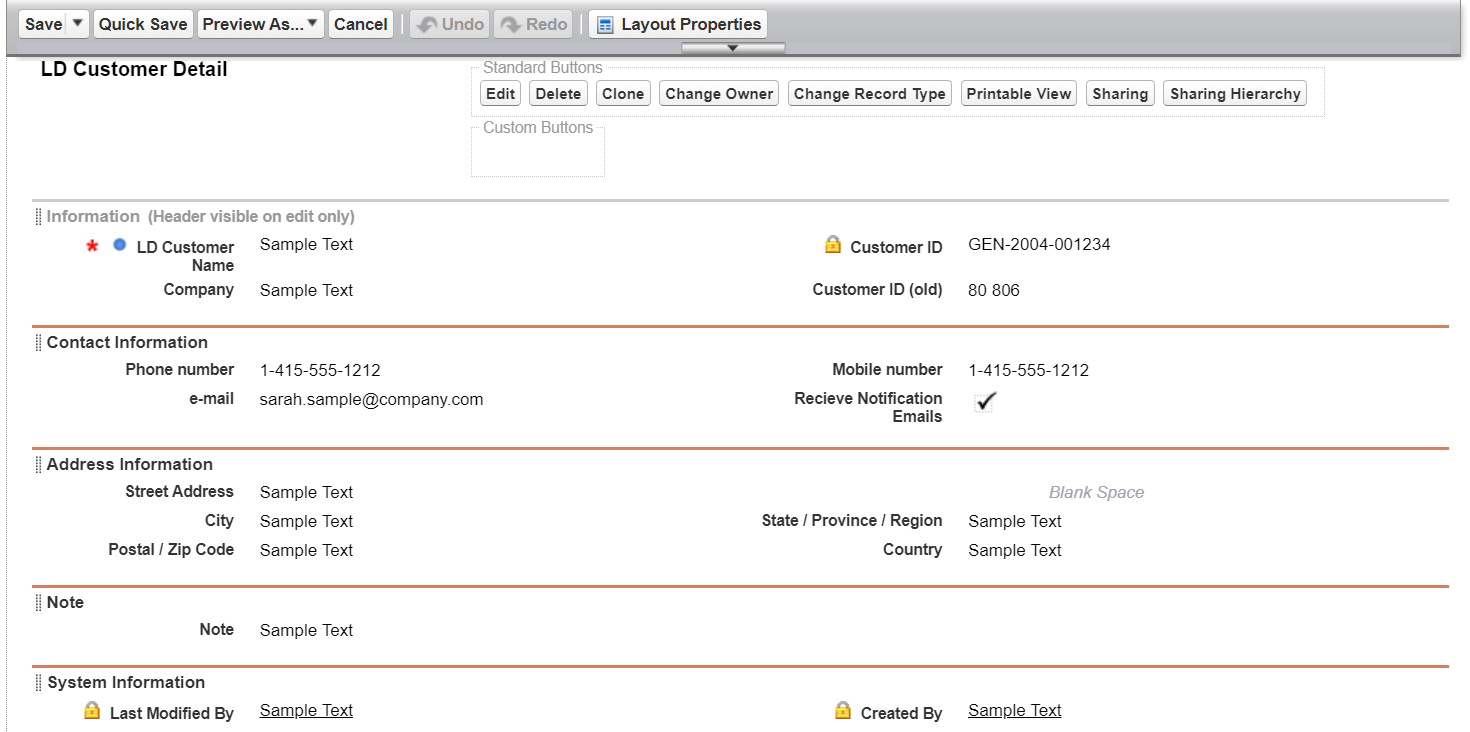 Save Quick Save Preview As... Cancel Undo Redo Layout Properties
LD Customer Detail
Standard Buttons
Edit Delete Clone Change Owner Change Record Type Printable View Sharing Sharing Hierarchy
Custom Buttons
Information (Header visible on edit only)
* LD Customer Name Sample Text Customer ID GEN-2004-001234
Company Sample Text Customer ID (old) 80 806
Contact Information
Phone number 1-415-555-1212 Mobile number 1-415-555-1212
e-mail sarah.sample@company.com Recieve Notification Emails
Address Information
Street Address Sample Text Blank Space
City Sample Text State / Province / Region Sample Text
Postal / Zip Code Sample Text Country Sample Text
Note
Note Sample Text
System Information
Last Modified By Sample Text Created By Sample Text